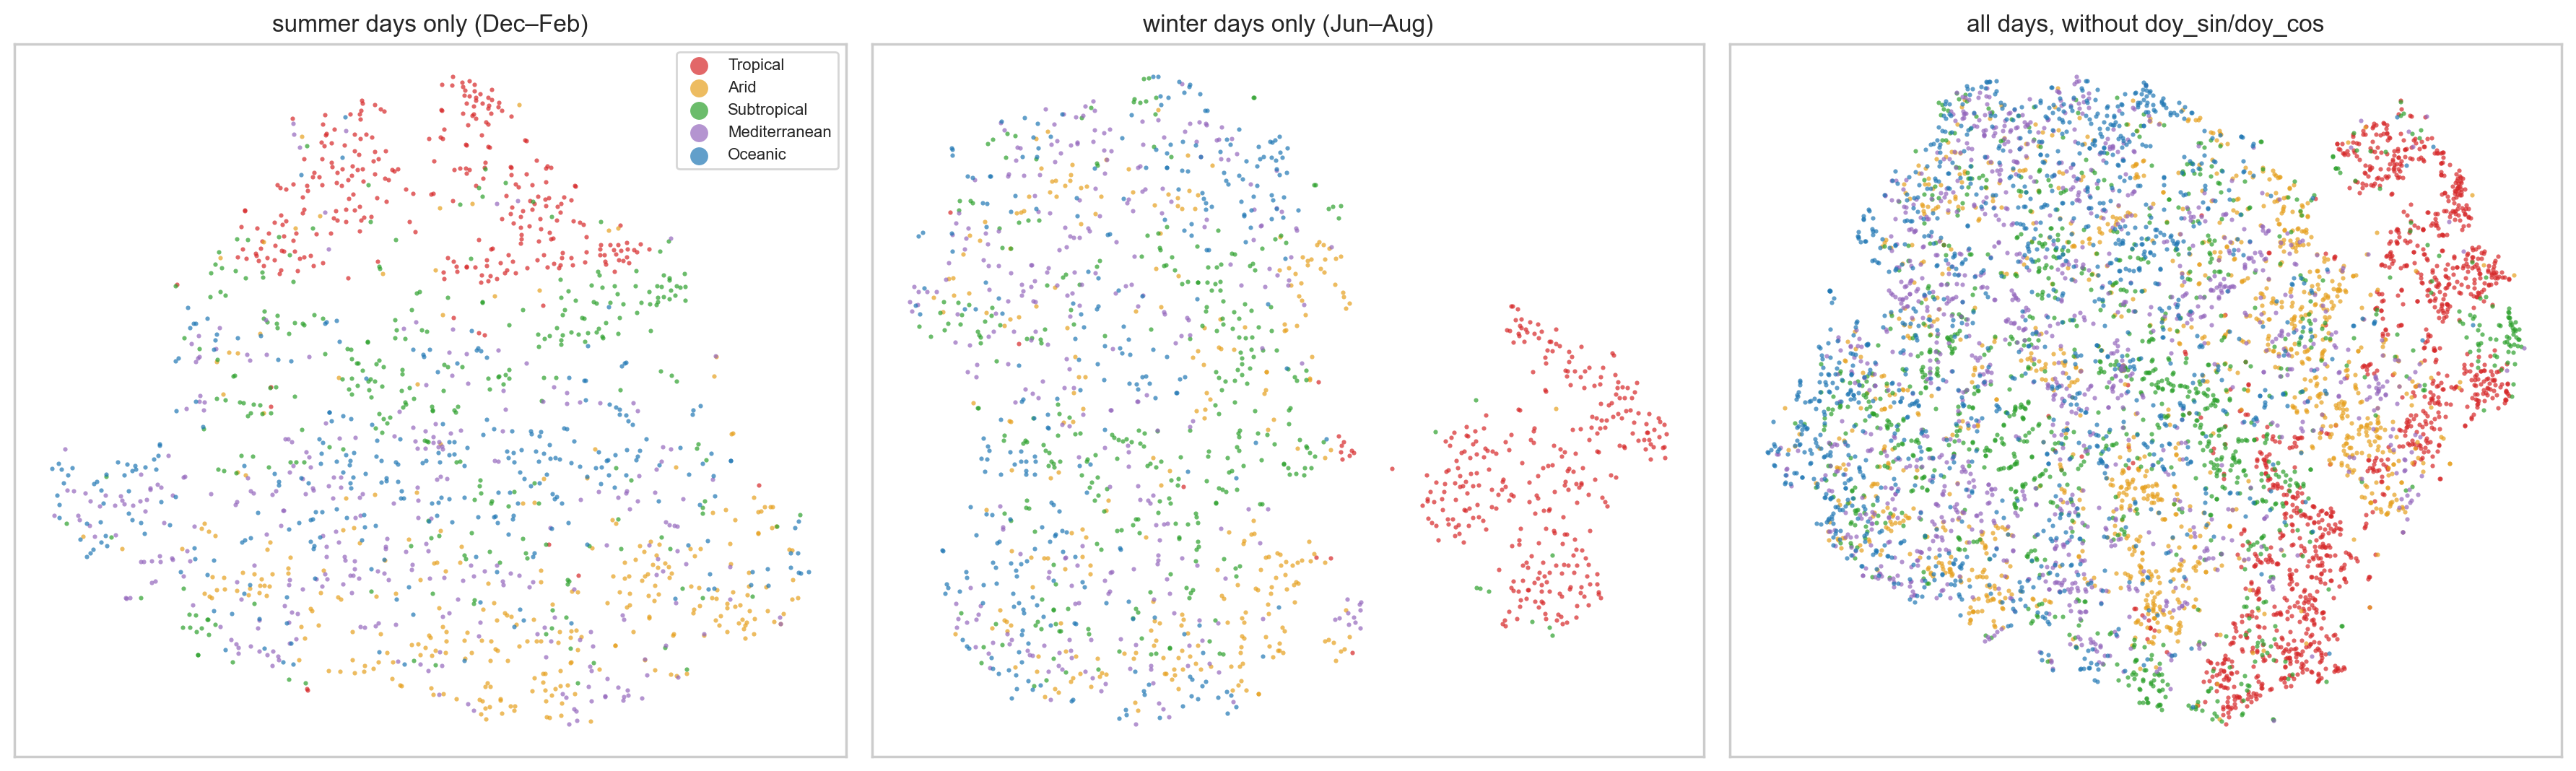 summer days only (Dec–Feb)
Tropical
Arid
Subtropical
Mediterranean
Oceanic
winter days only (Jun–Aug)
all days, without doy_sin/doy_cos